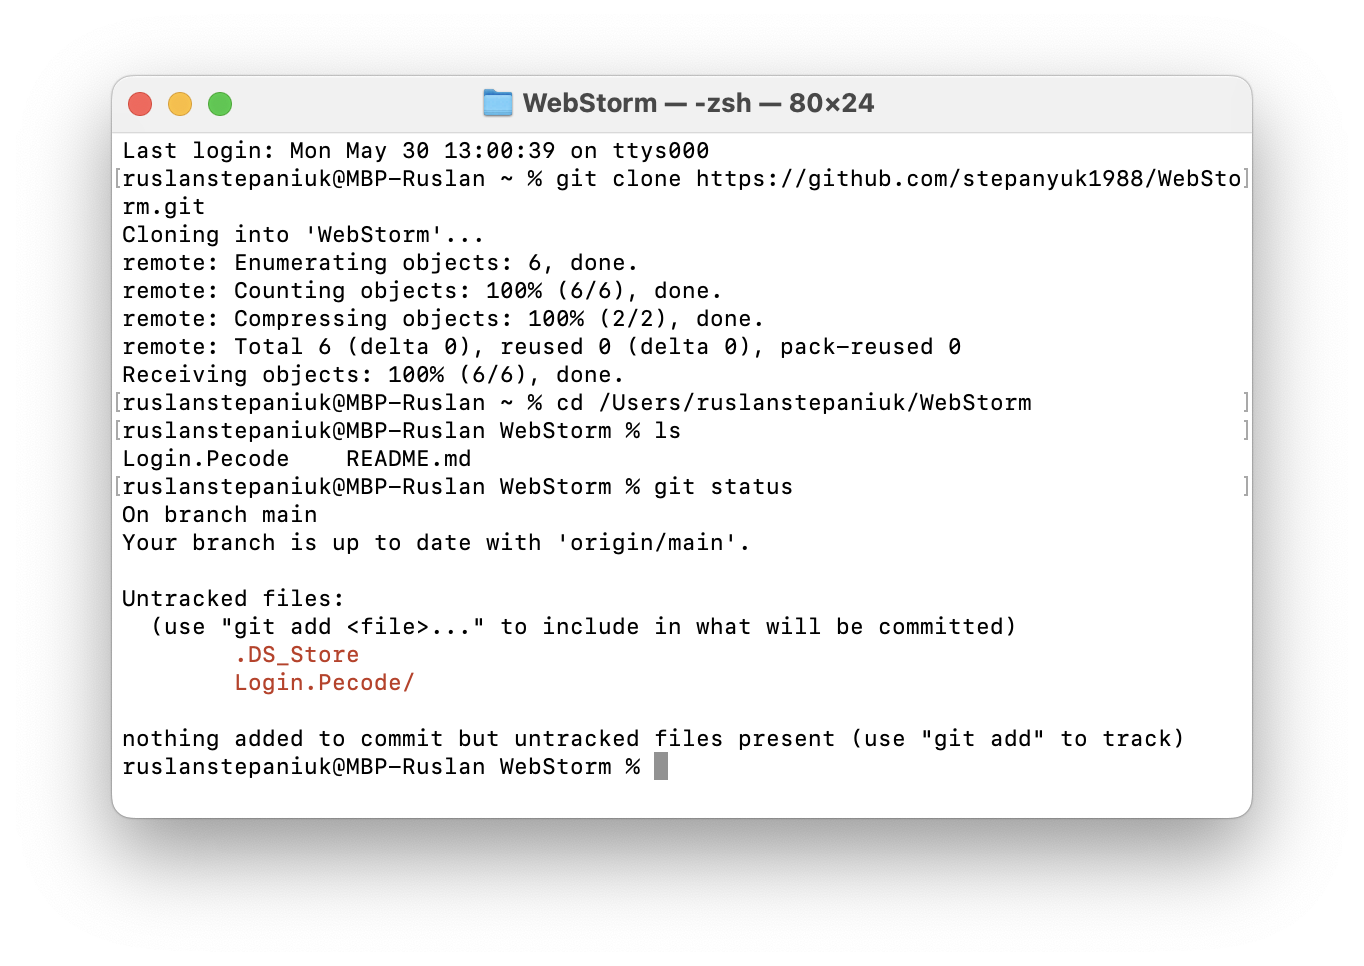 WebStorm — -zsh — 80×24
Last login: Mon May 30 13:00:39 on ttys000
[ruslanstepaniuk@MBP-Ruslan ~ % git clone https://github.com/stepanyuk1988/WebSto]
rm.git
Cloning into 'WebStorm'...
remote: Enumerating objects: 6, done.
remote: Counting objects: 100% (6/6), done.
remote: Compressing objects: 100% (2/2), done.
remote: Total 6 (delta 0), reused 0 (delta 0), pack-reused 0
Receiving objects: 100% (6/6), done.
[ruslanstepaniuk@MBP-Ruslan ~ % cd /Users/ruslanstepaniuk/WebStorm ]
[ruslanstepaniuk@MBP-Ruslan WebStorm % ls ]
Login.Pecode    README.md
[ruslanstepaniuk@MBP-Ruslan WebStorm % git status ]
On branch main
Your branch is up to date with 'origin/main'.

Untracked files:
  (use "git add <file>..." to include in what will be committed)
        .DS_Store
        Login.Pecode/

nothing added to commit but untracked files present (use "git add" to track)
ruslanstepaniuk@MBP-Ruslan WebStorm %